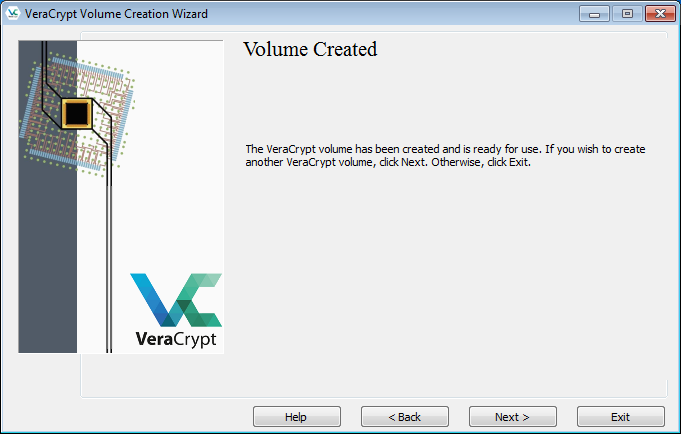 VeraCrypt Volume Creation Wizard
Volume Created
The VeraCrypt volume has been created and is ready for use. If you wish to create
another VeraCrypt volume, click Next. Otherwise, click Exit.
VeraCrypt
Help
< Back
Next >
Exit